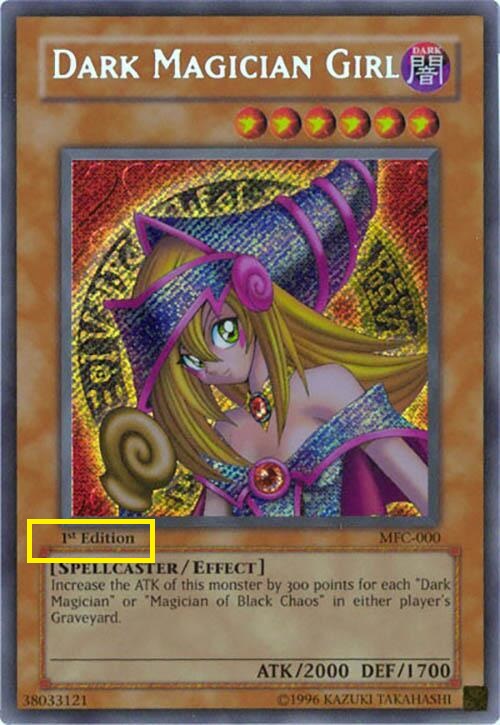 DARK MAGICIAN GIRL
DARK
闇
1st Edition
MFC-000
[SPELLCASTER/EFFECT]
Increase the ATK of this monster by 300 points for each "Dark
Magician" or "Magician of Black Chaos" in either player's
Graveyard.
ATK/2000 DEF/1700
38033121
©1996 KAZUKI TAKAHASHI